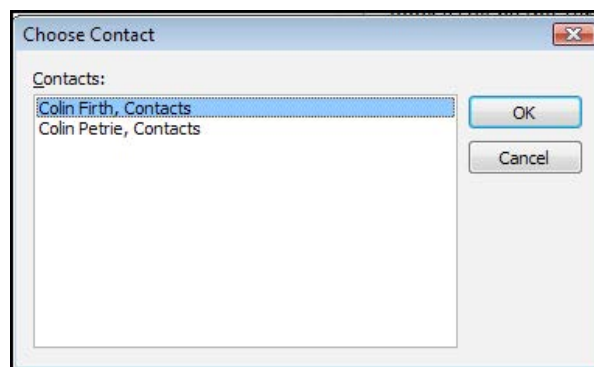 Choose Contact
Contacts:
Colin Firth, Contacts
Colin Petrie, Contacts
OK
Cancel